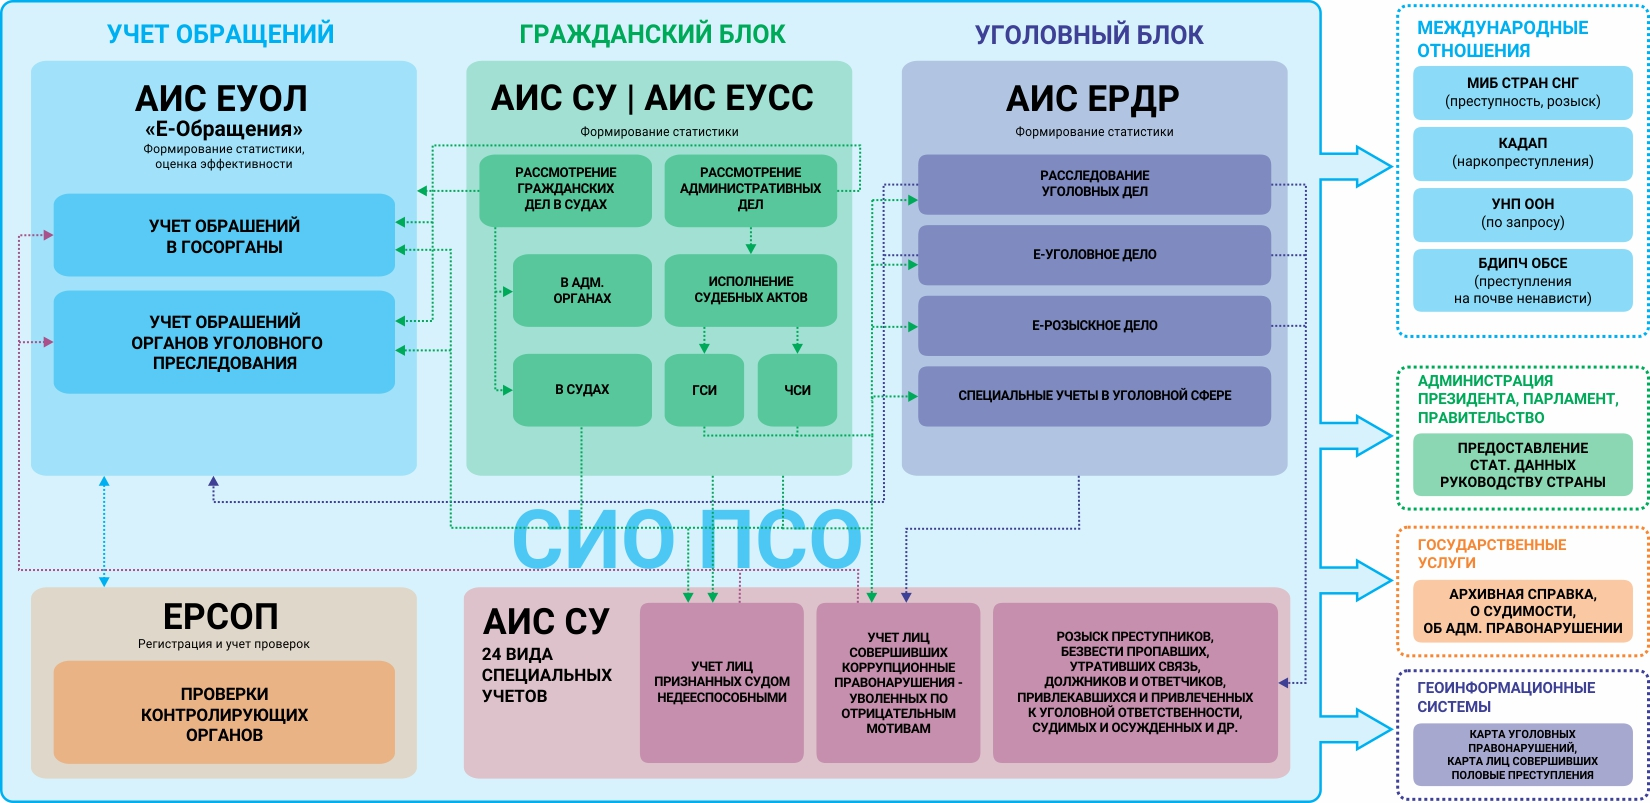 УЧЕТ ОБРАЩЕНИЙ
АИС ЕУОЛ
«Е-Обращения»
Формирование статистики,
оценка эффективности
УЧЕТ ОБРАЩЕНИЙ
В ГОСОРГАНЫ
УЧЕТ ОБРАЩЕНИЙ
ОРГАНОВ УГОЛОВНОГО
ПРЕСЛЕДОВАНИЯ
ГРАЖДАНСКИЙ БЛОК
АИС СУ | АИС ЕУСС
Формирование статистики
РАССМОТРЕНИЕ
ГРАЖДАНСКИХ
ДЕЛ В СУДАХ
РАССМОТРЕНИЕ
АДМИНИСТРАТИВНЫХ
ДЕЛ
В АДМ.
ОРГАНАХ
ИСПОЛНЕНИЕ
СУДЕБНЫХ АКТОВ
В СУДАХ
ГСИ
ЧСИ
УГОЛОВНЫЙ БЛОК
АИС ЕРДР
Формирование статистики
РАССЛЕДОВАНИЕ
УГОЛОВНЫХ ДЕЛ
Е-УГОЛОВНОЕ ДЕЛО
Е-РОЗЫСКНОЕ ДЕЛО
СПЕЦИАЛЬНЫЕ УЧЕТЫ В УГОЛОВНОЙ СФЕРЕ
СИО ПСО
ЕРСОП
Регистрация и учет проверок
ПРОВЕРКИ
КОНТРОЛИРУЮЩИХ
ОРГАНОВ
АИС СУ
24 ВИДА
СПЕЦИАЛЬНЫХ
УЧЕТОВ
УЧЕТ ЛИЦ
ПРИЗНАННЫХ СУДОМ
НЕДЕЕСПОСОБНЫМИ
УЧЕТ ЛИЦ
СОВЕРШИВШИХ
КОРРУПЦИОННЫЕ
ПРАВОНАРУШЕНИЯ -
УВОЛЕННЫХ ПО
ОТРИЦАТЕЛЬНЫМ
МОТИВАМ
РОЗЫСК ПРЕСТУПНИКОВ,
БЕЗВЕСТИ ПРОПАВШИХ,
УТРАТИВШИХ СВЯЗЬ,
ДОЛЖНИКОВ И ОТВЕТЧИКОВ,
ПРИВЛЕКАВШИХСЯ И ПРИВЛЕЧЕННЫХ
К УГОЛОВНОЙ ОТВЕТСТВЕННОСТИ,
СУДИМЫХ И ОСУЖДЕННЫХ И ДР.
МЕЖДУНАРОДНЫЕ
ОТНОШЕНИЯ
МИБ СТРАН СНГ
(преступность, розыск)
КАДАП
(наркопреступления)
УНП ООН
(по запросу)
БДИПЧ ОБСЕ
(преступления
на почве ненависти)
АДМИНИСТРАЦИЯ
ПРЕЗИДЕНТА, ПАРЛАМЕНТ,
ПРАВИТЕЛЬСТВО
ПРЕДОСТАВЛЕНИЕ
СТАТ. ДАННЫХ
РУКОВОДСТВУ СТРАНЫ
ГОСУДАРСТВЕННЫЕ
УСЛУГИ
АРХИВНАЯ СПРАВКА,
О СУДИМОСТИ,
ОБ АДМ. ПРАВОНАРУШЕНИИ
ГЕОИНФОРМАЦИОННЫЕ
СИСТЕМЫ
КАРТА УГОЛОВНЫХ
ПРАВОНАРУШЕНИЙ,
КАРТА ЛИЦ СОВЕРШИВШИХ
ПОЛОВЫЕ ПРЕСТУПЛЕНИЯ